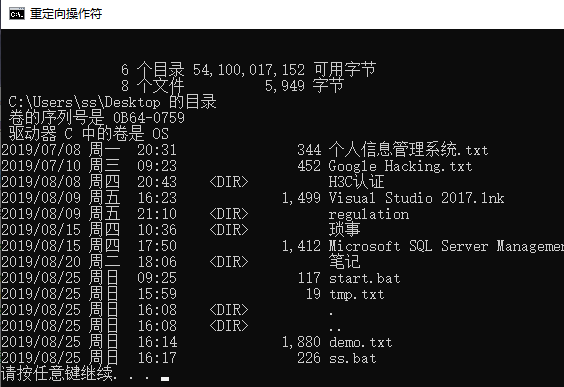 重定向操作符
6 个目录 54,100,017,152 可用字节
8 个文件 5,949 字节
C:\Users\ss\Desktop 的目录
卷的序列号是 0B64-0759
驱动器 C 中的卷是 OS
2019/07/08 周一 20:31 344 个人信息管理系统.txt
2019/07/10 周三 09:23 452 Google Hacking.txt
2019/08/08 周四 20:43 <DIR> H3C认证
2019/08/09 周五 16:23 1,499 Visual Studio 2017.lnk
2019/08/09 周五 21:10 <DIR> regulation
2019/08/15 周四 10:36 <DIR> 琐事
2019/08/15 周四 17:50 1,412 Microsoft SQL Server Manageme
2019/08/20 周二 18:06 <DIR> 笔记
2019/08/25 周日 09:25 117 start.bat
2019/08/25 周日 15:59 19 tmp.txt
2019/08/25 周日 16:08 <DIR> .
2019/08/25 周日 16:08 <DIR> ..
2019/08/25 周日 16:14 1,880 demo.txt
2019/08/25 周日 16:17 226 ss.bat
请按任意键继续. . .